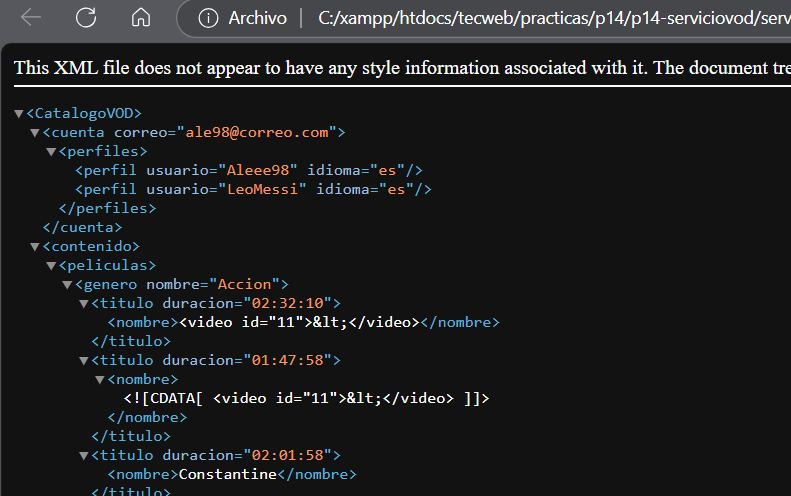 Archivo C:/xampp/htdocs/tecweb/practicas/p14/p14-serviciovod/serv
This XML file does not appear to have any style information associated with it. The document tre
▼<CatalogoVOD>
▼<cuenta correo="ale98@correo.com">
▼<perfiles>
<perfil usuario="Aleee98" idioma="es"/>
<perfil usuario="LeoMessi" idioma="es"/>
</perfiles>
</cuenta>
▼<contenido>
▼<peliculas>
▼<genero nombre="Accion">
▼<titulo duracion="02:32:10">
<nombre><video id="11">&lt;</video></nombre>
</titulo>
▼<titulo duracion="01:47:58">
▼<nombre>
<![CDATA[ <video id="11">&lt;</video> ]]>
</nombre>
</titulo>
▼<titulo duracion="02:01:58">
<nombre>Constantine</nombre>
</titulo>